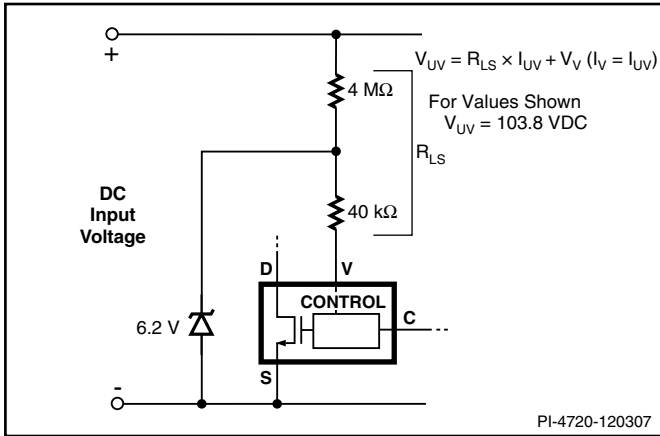 +
V_UV = R_LS × I_UV + V_V (I_V = I_UV)
4 MΩ
For Values Shown
V_UV = 103.8 VDC
R_LS
DC
Input
Voltage
40 kΩ
D
V
CONTROL
C
6.2 V
S
-
PI-4720-120307